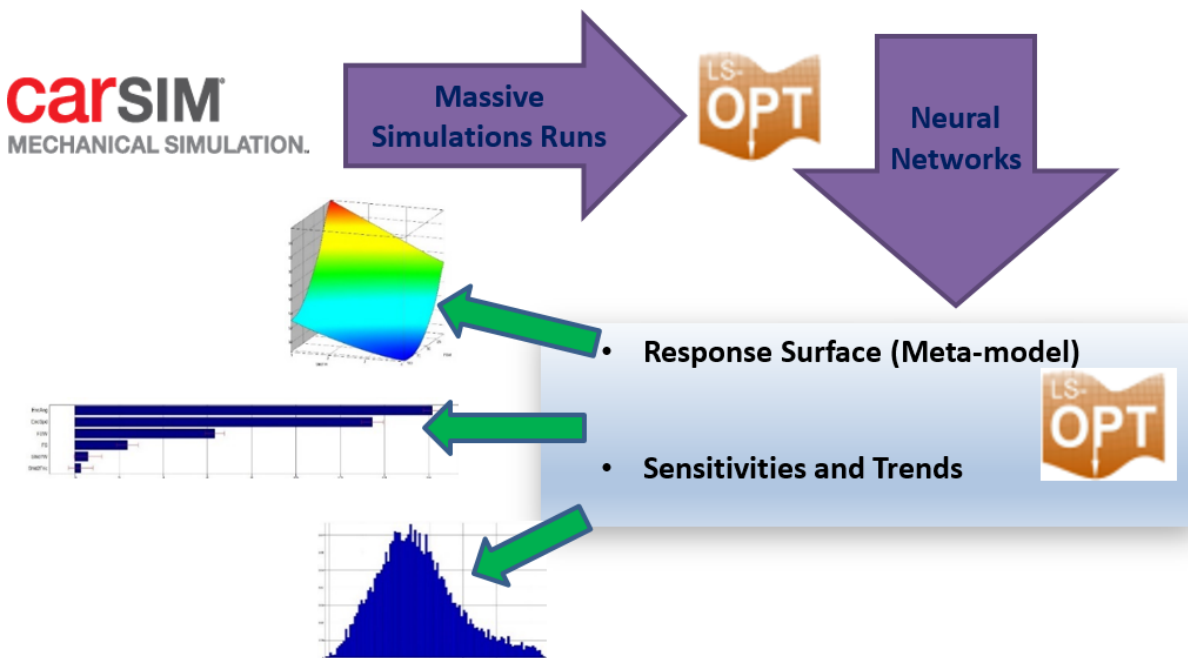 carSIM
MECHANICAL SIMULATION
Massive
Simulations Runs
LS-
OPT
Neural
Networks
• Response Surface (Meta-model)
LS-
OPT
• Sensitivities and Trends